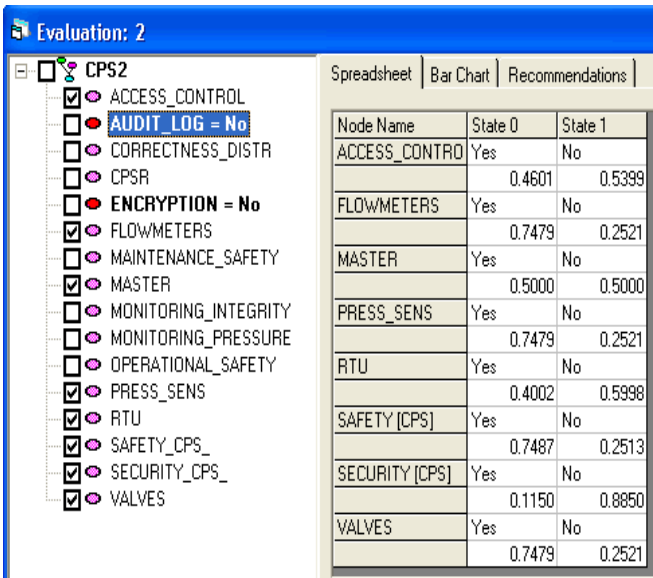 Evaluation: 2
CPS2
ACCESS_CONTROL
AUDIT_LOG = No
CORRECTNESS_DISTR
CPSR
ENCRYPTION = No
FLOWMETERS
MAINTENANCE_SAFETY
MASTER
MONITORING_INTEGRITY
MONITORING_PRESSURE
OPERATIONAL_SAFETY
PRESS_SENS
RTU
SAFETY_CPS_
SECURITY_CPS_
VALVES
Spreadsheet Bar Chart Recommendations
Node Name State 0 State 1
ACCESS_CONTRO Yes No
0.4601 0.5399
FLOWMETERS Yes No
0.7479 0.2521
MASTER Yes No
0.5000 0.5000
PRESS_SENS Yes No
0.7479 0.2521
RTU Yes No
0.4002 0.5998
SAFETY [CPS] Yes No
0.7487 0.2513
SECURITY [CPS] Yes No
0.1150 0.8850
VALVES Yes No
0.7479 0.2521